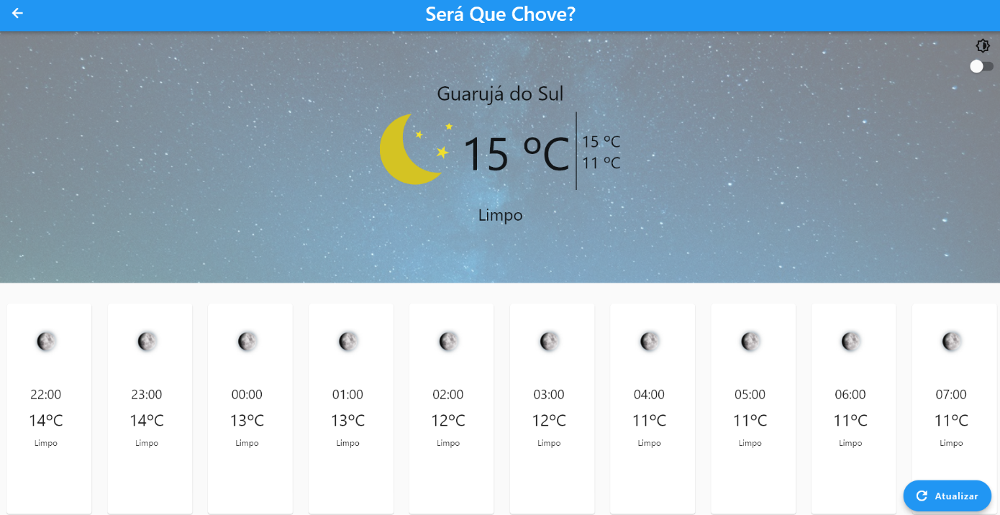 Será Que Chove?
Guarujá do Sul
15 ºC
15 ºC
11 ºC
Limpo
22:00
14ºC
Limpo
23:00
14ºC
Limpo
00:00
13ºC
Limpo
01:00
13ºC
Limpo
02:00
12ºC
Limpo
03:00
12ºC
Limpo
04:00
11ºC
Limpo
05:00
11ºC
Limpo
06:00
11ºC
Limpo
07:00
11ºC
Limpo
Atualizar